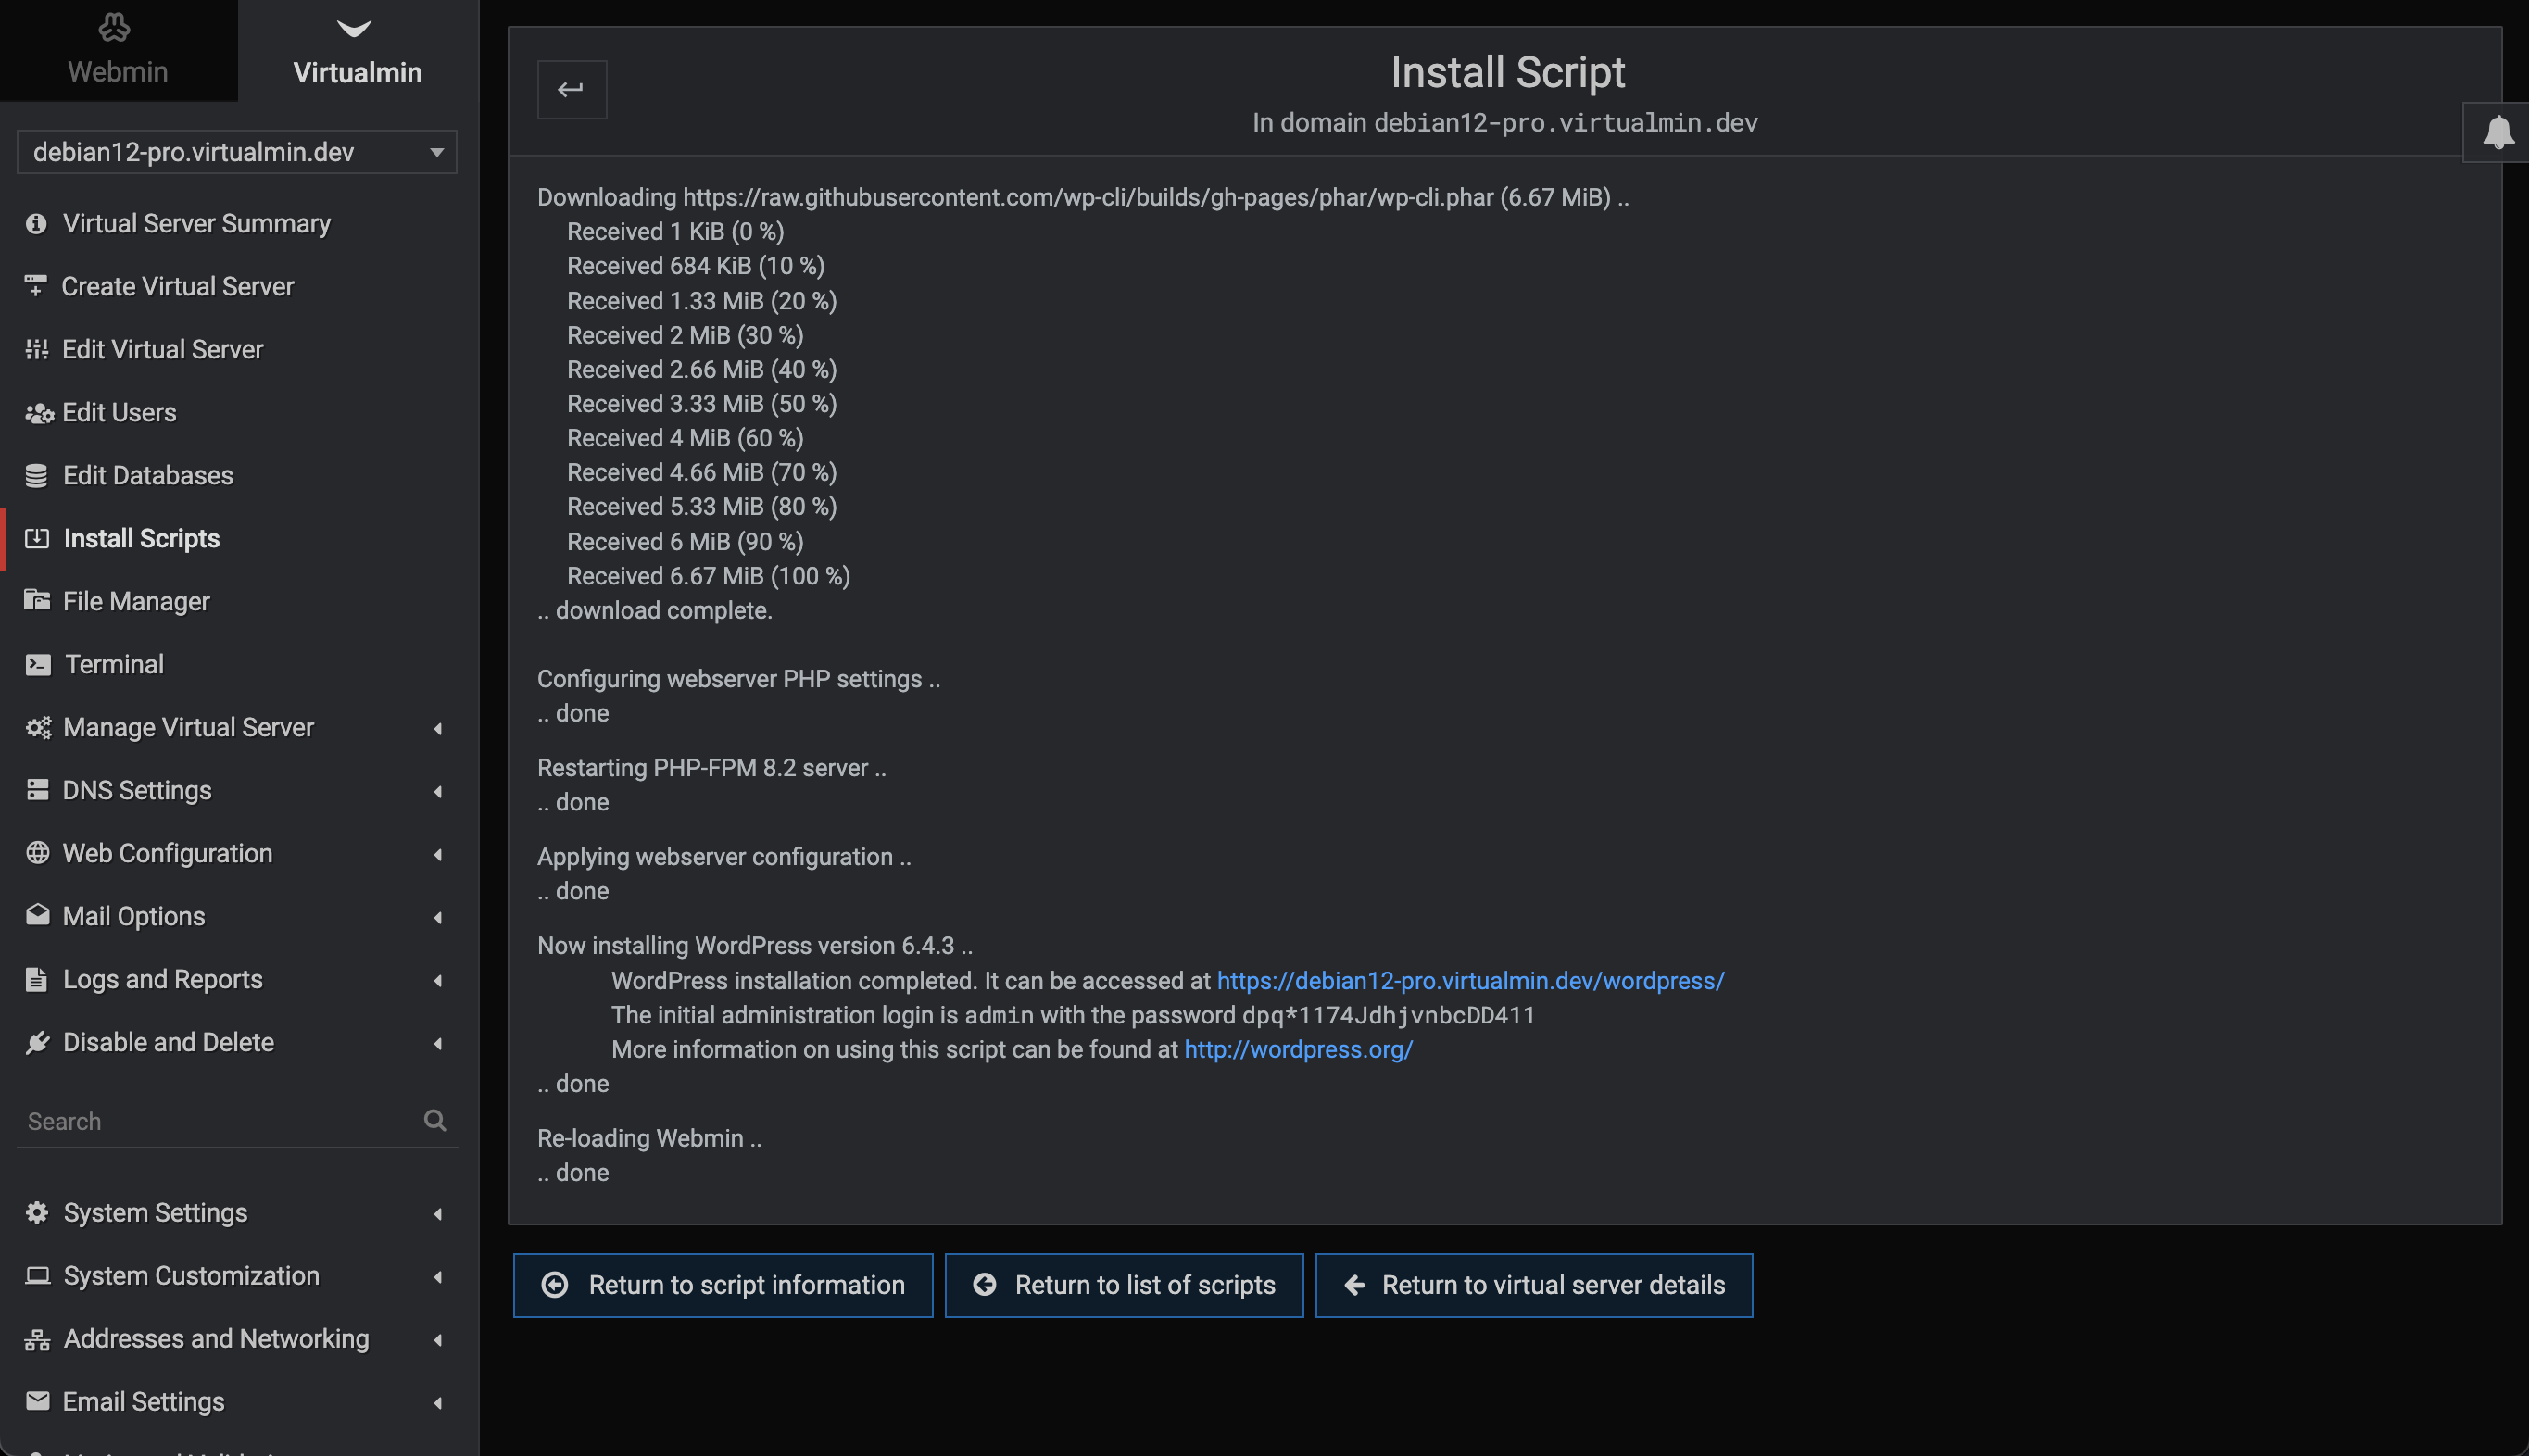 Webmin
Virtualmin
debian12-pro.virtualmin.dev
Virtual Server Summary
Create Virtual Server
Edit Virtual Server
Edit Users
Edit Databases
Install Scripts
File Manager
Terminal
Manage Virtual Server
DNS Settings
Web Configuration
Mail Options
Logs and Reports
Disable and Delete
Search
System Settings
System Customization
Addresses and Networking
Email Settings
Install Script
In domain debian12-pro.virtualmin.dev
Downloading https://raw.githubusercontent.com/wp-cli/builds/gh-pages/phar/wp-cli.phar (6.67 MiB) ..
Received 1 KiB (0 %)
Received 684 KiB (10 %)
Received 1.33 MiB (20 %)
Received 2 MiB (30 %)
Received 2.66 MiB (40 %)
Received 3.33 MiB (50 %)
Received 4 MiB (60 %)
Received 4.66 MiB (70 %)
Received 5.33 MiB (80 %)
Received 6 MiB (90 %)
Received 6.67 MiB (100 %)
.. download complete.
Configuring webserver PHP settings ..
.. done
Restarting PHP-FPM 8.2 server ..
.. done
Applying webserver configuration ..
.. done
Now installing WordPress version 6.4.3 ..
WordPress installation completed. It can be accessed at https://debian12-pro.virtualmin.dev/wordpress/
The initial administration login is admin with the password dpq*1174JdhjvnbcDD411
More information on using this script can be found at http://wordpress.org/
.. done
Re-loading Webmin ..
.. done
Return to script information
Return to list of scripts
Return to virtual server details